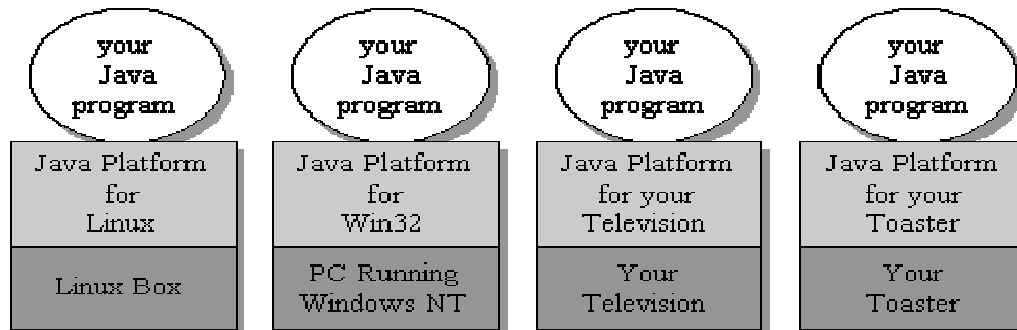 your
Java
program
Java Platform
for
Linux
Linux Box
your
Java
program
Java Platform
for
Win32
PC Running
Windows NT
your
Java
program
Java Platform
for your
Television
Your
Television
your
Java
program
Java Platform
for your
Toaster
Your
Toaster